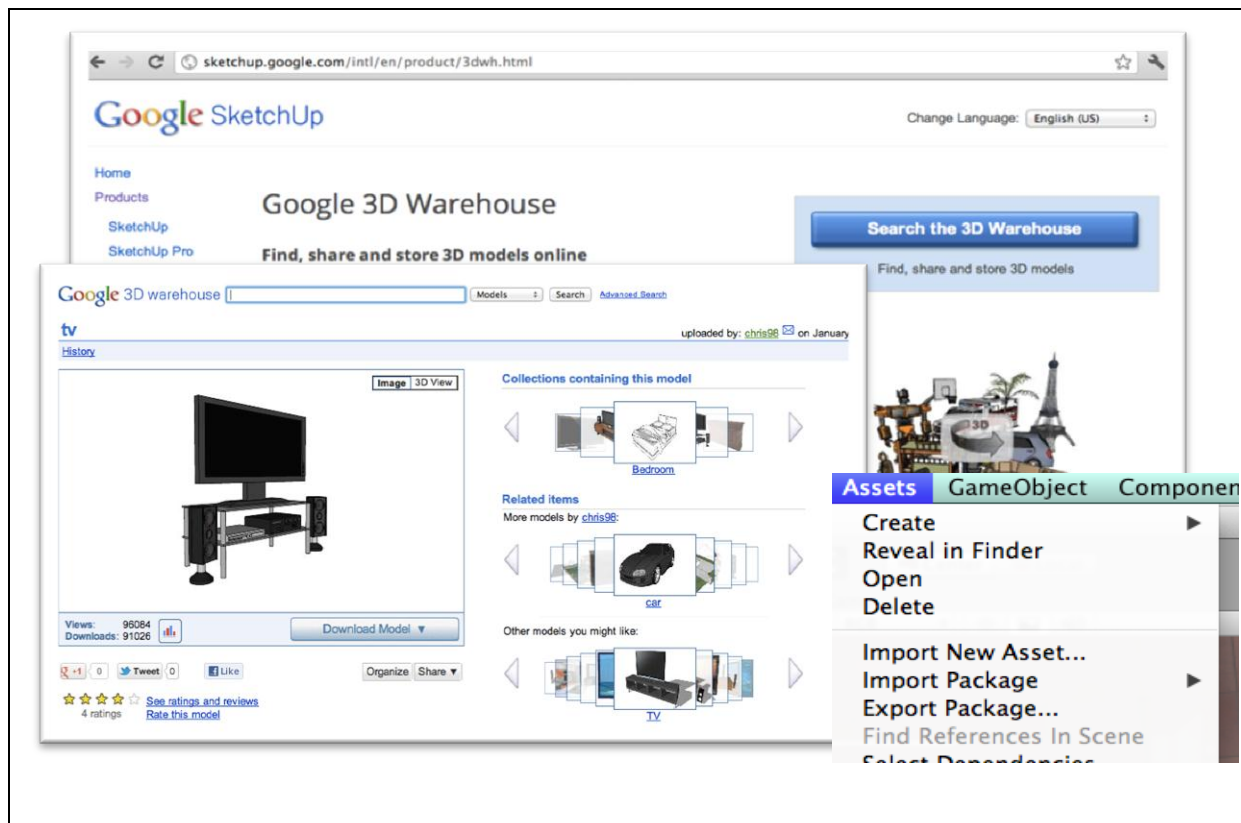 sketchup.google.com/intl/en/product/3dwh.html
Google SketchUp
Change Language: English (US)
Home
Products
SketchUp
SketchUp Pro
Google 3D Warehouse
Find, share and store 3D models online
Search the 3D Warehouse
Find, share and store 3D models
3D
Google 3D warehouse Models Search Advanced Search
tv
uploaded by: chris98 on January
History
Image 3D View
Collections containing this model
Bedroom
Related items
More models by chris98:
car
Other models you might like:
TV
Views: 96084
Downloads: 91026
Download Model
+1 0 Tweet 0 Like
Organize Share
4 ratings
See ratings and reviews
Rate this model
Assets GameObject Componen
Create
Reveal in Finder
Open
Delete
Import New Asset...
Import Package
Export Package...
Find References In Scene
Select Dependencies